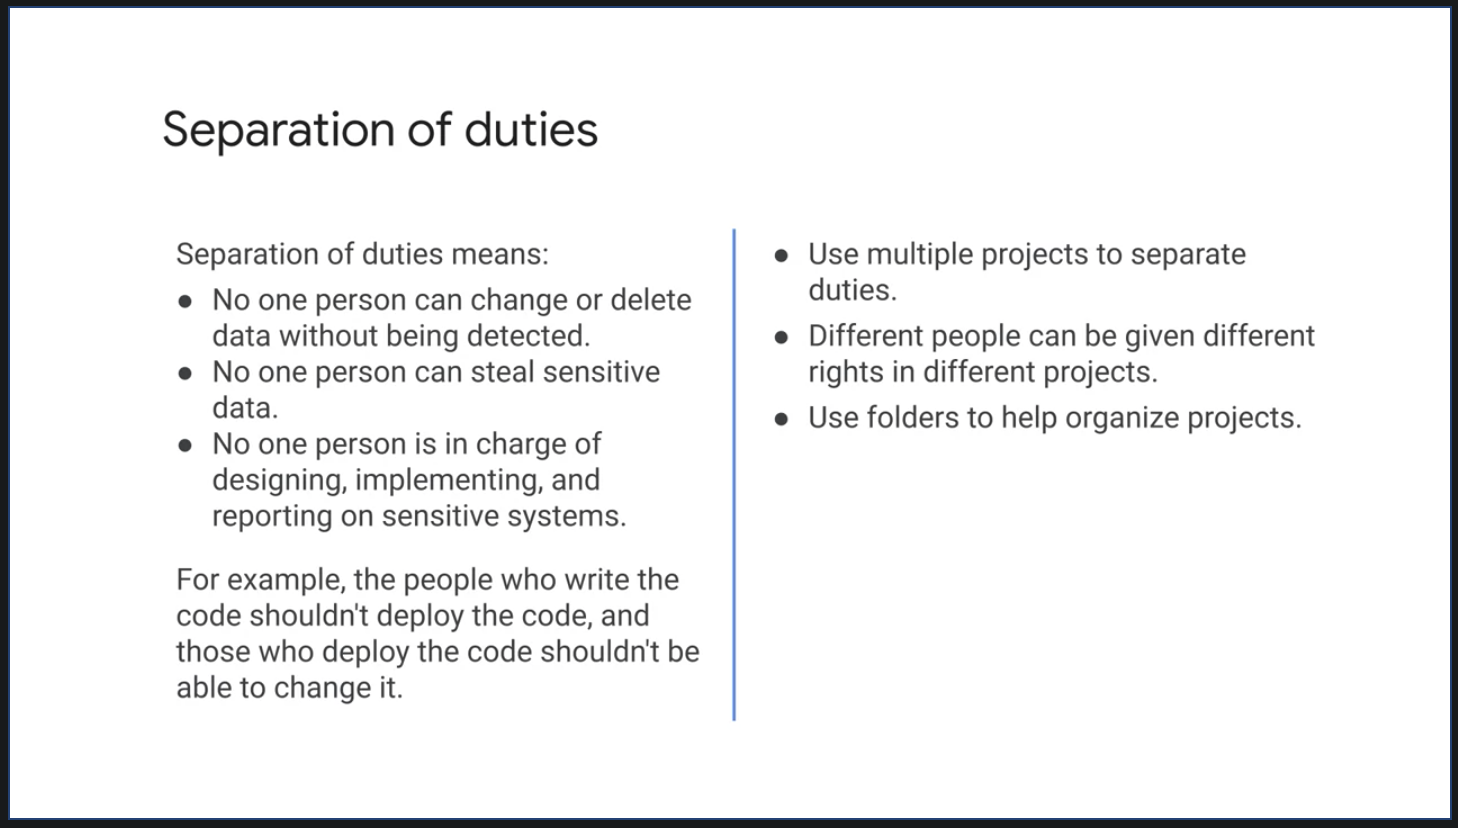 Separation of duties
Separation of duties means:
● No one person can change or delete
data without being detected.
● No one person can steal sensitive
data.
● No one person is in charge of
designing, implementing, and
reporting on sensitive systems.
For example, the people who write the
code shouldn't deploy the code, and
those who deploy the code shouldn't be
able to change it.
● Use multiple projects to separate
duties.
● Different people can be given different
rights in different projects.
● Use folders to help organize projects.